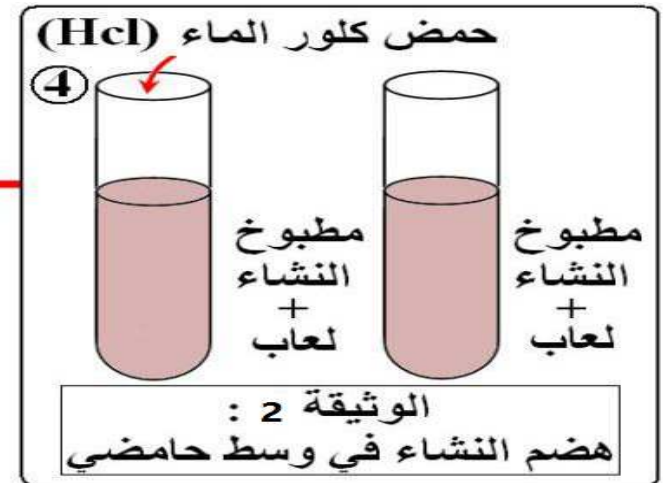 حمض كلور الماء (Hcl)
4
مطبوخ
النشاء
+
لعاب
مطبوخ
النشاء
+
لعاب
الوثيقة 2 :
هضم النشاء في وسط حامضي